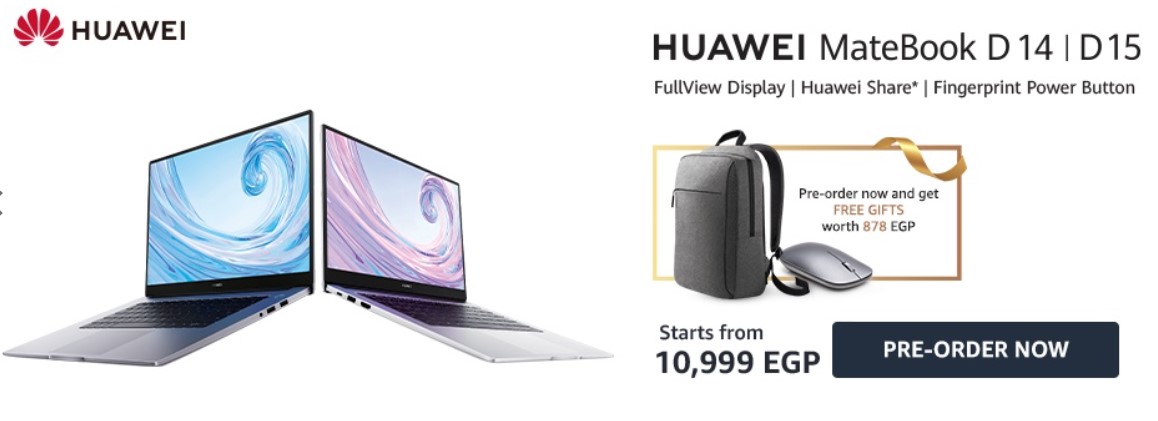 HUAWEI
HUAWEI MateBook D 14 | D 15
FullView Display | Huawei Share* | Fingerprint Power Button
Pre-order now and get
FREE GIFTS
worth 878 EGP
Starts from
10,999 EGP
PRE-ORDER NOW